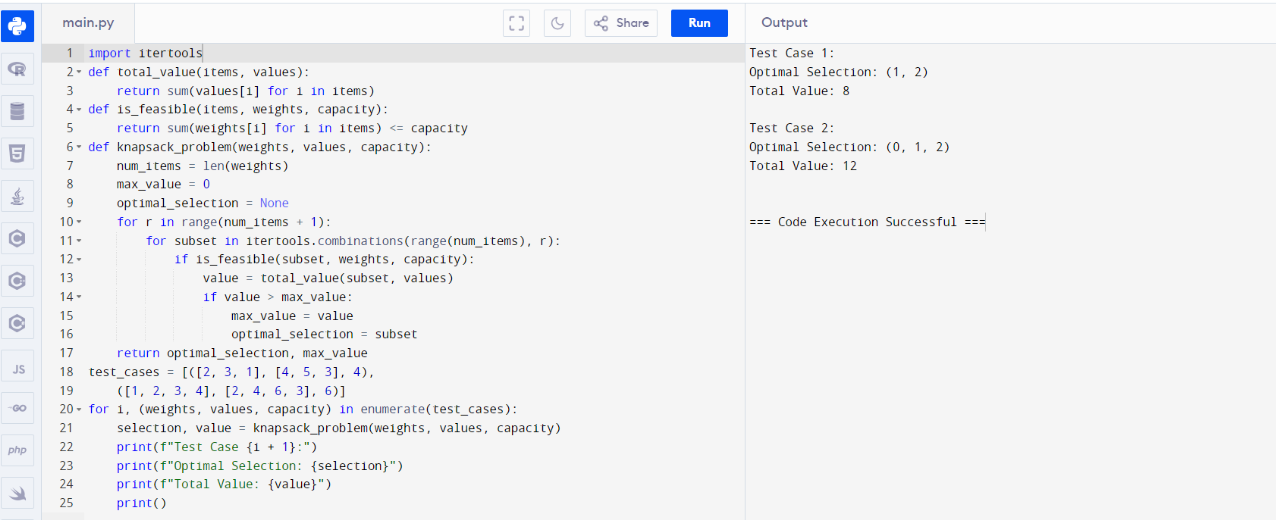 main.py
Share
Run
Output
1 import itertools
2 def total_value(items, values):
3     return sum(values[i] for i in items)
4 def is_feasible(items, weights, capacity):
5     return sum(weights[i] for i in items) <= capacity
6 def knapsack_problem(weights, values, capacity):
7     num_items = len(weights)
8     max_value = 0
9     optimal_selection = None
10     for r in range(num_items + 1):
11         for subset in itertools.combinations(range(num_items), r):
12             if is_feasible(subset, weights, capacity):
13                 value = total_value(subset, values)
14                 if value > max_value:
15                     max_value = value
16                     optimal_selection = subset
17     return optimal_selection, max_value
18 test_cases = [([2, 3, 1], [4, 5, 3], 4),
19     ([1, 2, 3, 4], [2, 4, 6, 3], 6)]
20 for i, (weights, values, capacity) in enumerate(test_cases):
21     selection, value = knapsack_problem(weights, values, capacity)
22     print(f"Test Case {i + 1}:")
23     print(f"Optimal Selection: {selection}")
24     print(f"Total Value: {value}")
25     print()
Test Case 1:
Optimal Selection: (1, 2)
Total Value: 8
Test Case 2:
Optimal Selection: (0, 1, 2)
Total Value: 12
=== Code Execution Successful ===
R
5
C
C
C
JS
GO
php